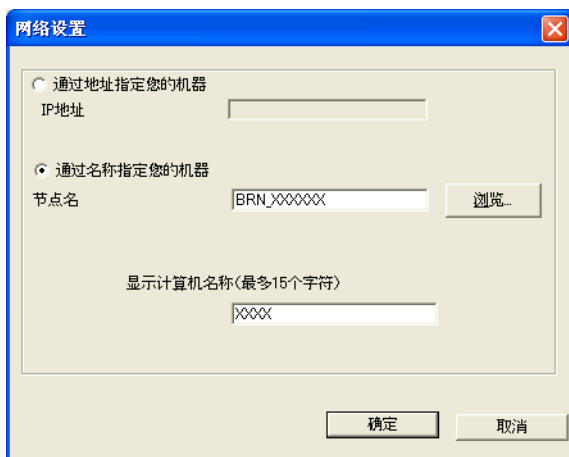 网络设置
通过地址指定您的机器
IP地址
通过名称指定您的机器
节点名 BRN_XXXXXX 浏览...
显示计算机名称(最多15个字符)
XXXX
确定 取消